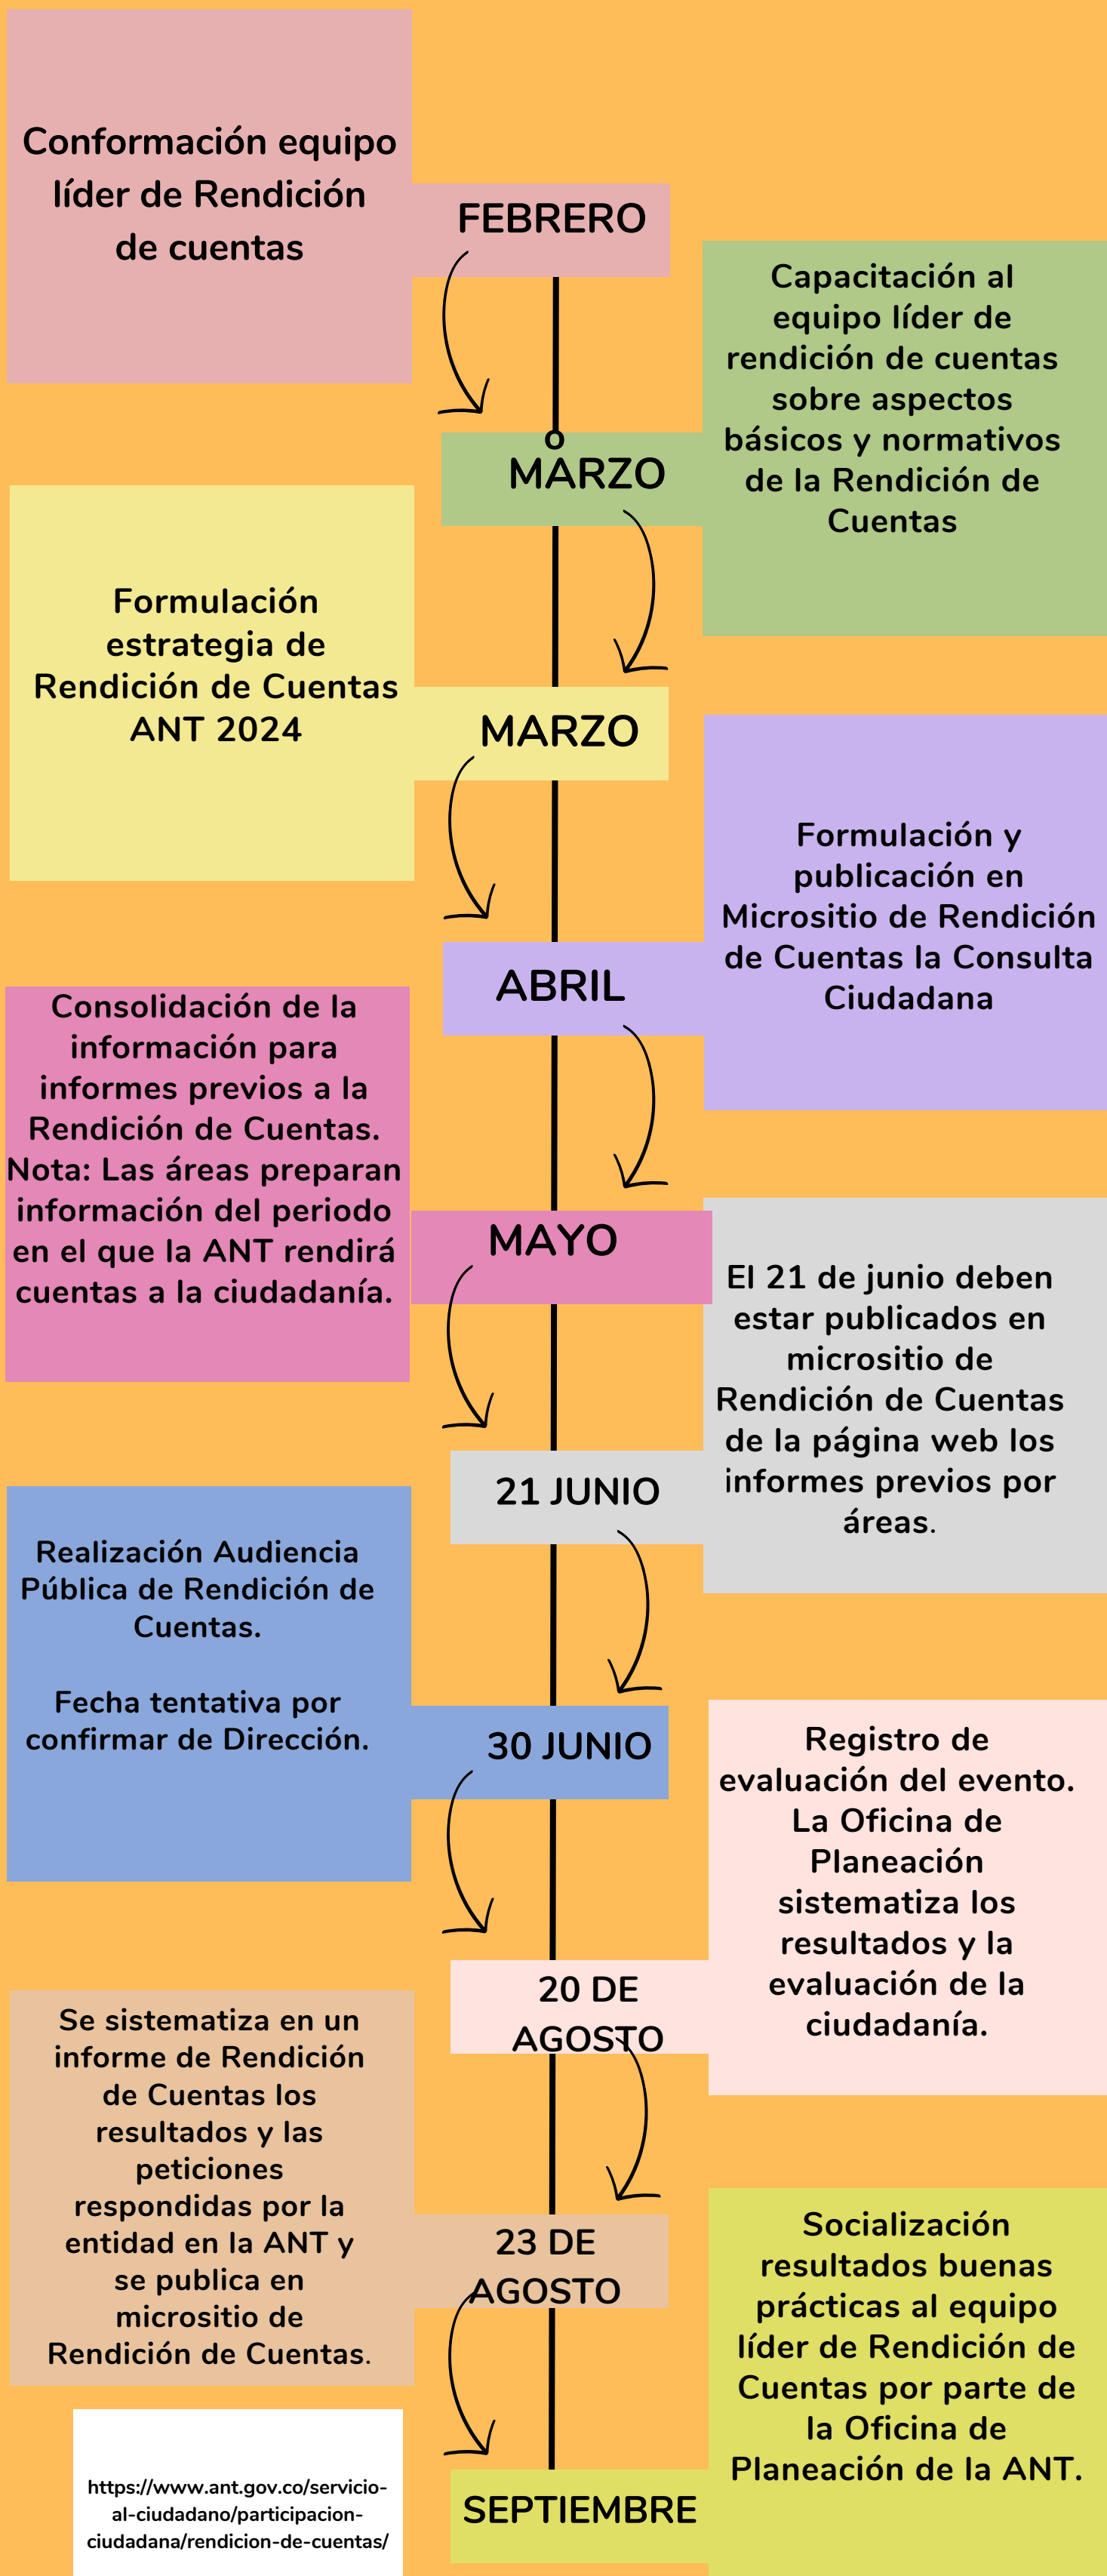 Conformación equipo
líder de Rendición
de cuentas
FEBRERO
Capacitación al
equipo líder de
rendición de cuentas
sobre aspectos
básicos y normativos
de la Rendición de
Cuentas
o
MARZO
Formulación
estrategia de
Rendición de Cuentas
ANT 2024
MARZO
Formulación y
publicación en
Micrositio de Rendición
de Cuentas la Consulta
Ciudadana
ABRIL
Consolidación de la
información para
informes previos a la
Rendición de Cuentas.
Nota: Las áreas preparan
información del periodo
en el que la ANT rendirá
cuentas a la ciudadanía.
MAYO
El 21 de junio deben
estar publicados en
micrositio de
Rendición de Cuentas
de la página web los
informes previos por
áreas.
21 JUNIO
Realización Audiencia
Pública de Rendición de
Cuentas.
Fecha tentativa por
confirmar de Dirección.
30 JUNIO
Registro de
evaluación del evento.
La Oficina de
Planeación
sistematiza los
resultados y la
evaluación de la
ciudadanía.
20 DE
AGOSTO
Se sistematiza en un
informe de Rendición
de Cuentas los
resultados y las
peticiones
respondidas por la
entidad en la ANT y
se publica en
micrositio de
Rendición de Cuentas.
23 DE
AGOSTO
Socialización
resultados buenas
prácticas al equipo
líder de Rendición de
Cuentas por parte de
la Oficina de
Planeación de la ANT.
SEPTIEMBRE
https://www.ant.gov.co/servicio-
al-ciudadano/participacion-
ciudadana/rendicion-de-cuentas/